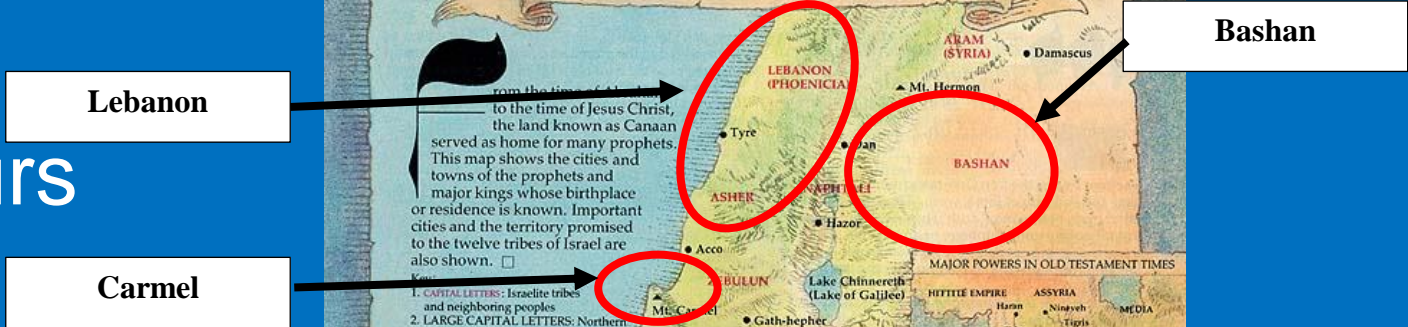 Bashan
Lebanon
rs
Carmel
rom the time of
to the time of Jesus Christ,
the land known as Canaan
served as home for many prophets.
This map shows the cities and
towns of the prophets and
major kings whose birthplace
or residence is known. Important
cities and the territory promised
to the twelve tribes of Israel are
also shown.
Key:
1. CAPITAL LETTERS: Israelite tribes
and neighboring peoples
2. LARGE CAPITAL LETTERS: Northern
ARAM
(SYRIA)
Damascus
LEBANON
(PHOENICIA)
Mt. Hermon
Tyre
Dan
BASHAN
ASHER
NAPHTALI
Hazor
Acco
ZEBULUN
Lake Chinnereth
(Lake of Galilee)
Mt. Carmel
Gath-hepher
MAJOR POWERS IN OLD TESTAMENT TIMES
HITTITE EMPIRE
ASSYRIA
Haran
Nineveh
MEDIA
Tigris